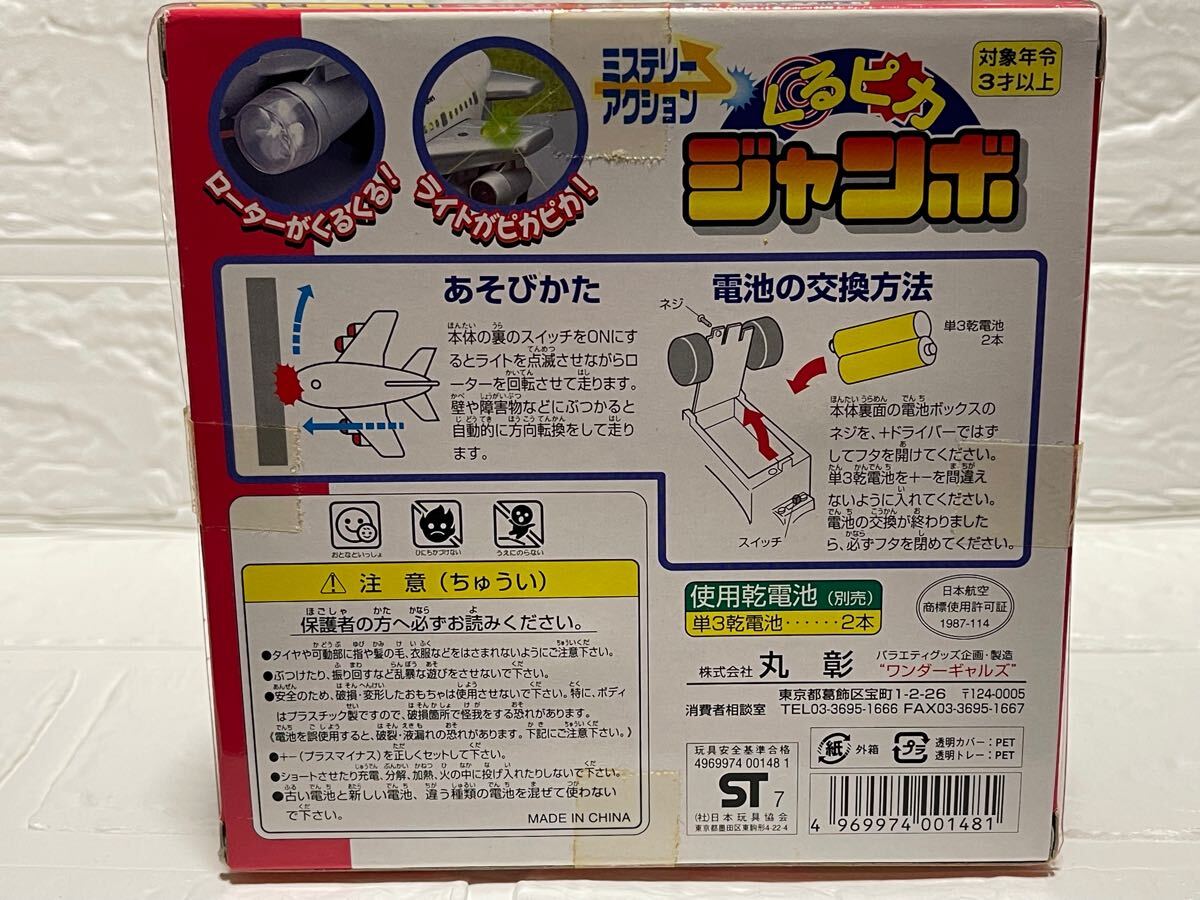 ミステリー
アクション
くるピカ
ジャンボ
対象年令
3才以上
ローターがくるくる!
ライトがピカピカ!
あそびかた
本体の裏のスイッチをONにす
るとライトを点滅させながらロ
ーターを回転させて走ります。
壁や障害物などにぶつかると
自動的に方向転換をして走り
ます。
電池の交換方法
ネジ
単3乾電池
2本
スイッチ
本体裏面の電池ボックスの
ネジを、+ドライバーではず
してフタを開けてください。
単3乾電池を+-を間違え
ないように入れてください。
電池の交換が終わりました
ら、必ずフタを閉めてください。
おとなといっしょ
ひにちかづけない
うえにのらない
⚠ 注意(ちゅうい)
保護者の方へ必ずお読みください。
●タイヤや可動部に指や髪の毛、衣服などをはさまれないようにご注意下さい。
●ぶつけたり、振り回すなど乱暴な遊びをさせないで下さい。
●安全のため、破損・変形したおもちゃは使用させないで下さい。特に、ボディ
はプラスチック製ですので、破損箇所で怪我をする恐れがあります。
《電池を誤使用すると、破裂・液漏れの恐れがあります。下記にご注意下さい。》
●+-(プラスマイナス)を正しくセットして下さい。
●ショートさせたり充電、分解、加熱、火の中に投げ入れたりしないで下さい。
●古い電池と新しい電池、違う種類の電池を混ぜて使わない
で下さい。
MADE IN CHINA
使用乾電池(別売)
単3乾電池······2本
日本航空
商標使用許可証
1987-114
株式会社 丸彰
バラエティグッズ企画・製造
"ワンダーギャルズ"
東京都葛飾区宝町1-2-26 〒124-0005
消費者相談室 TEL03-3695-1666 FAX03-3695-1667
玩具安全基準合格
4969974 00148 1
ST 7
(社)日本玩具協会
東京都墨田区東駒形4-22-4
紙 外箱
プラ 透明カバー:PET
透明トレー:PET
4 969974 001481